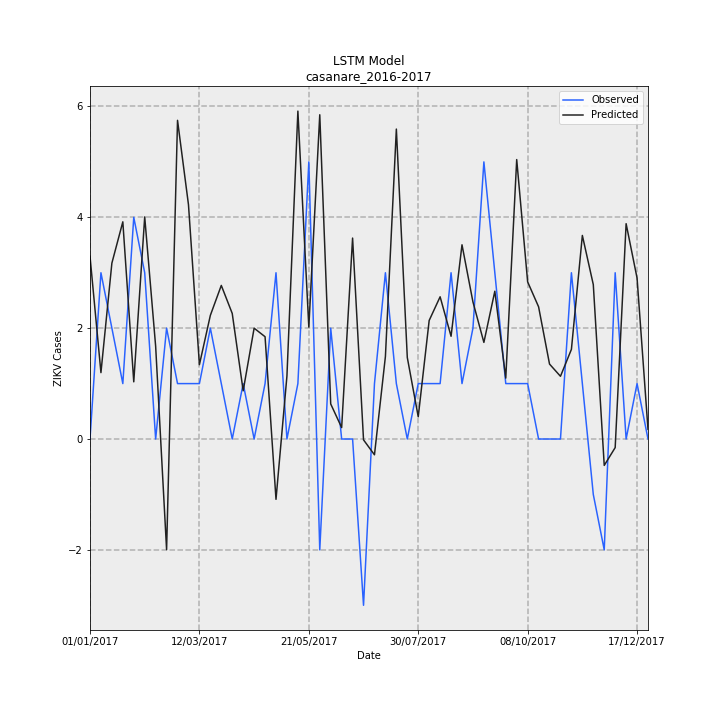 LSTM Model
casanare_2016-2017
Observed
Predicted
ZIKV Cases
6
4
2
0
−2
01/01/2017
12/03/2017
21/05/2017
30/07/2017
08/10/2017
17/12/2017
Date